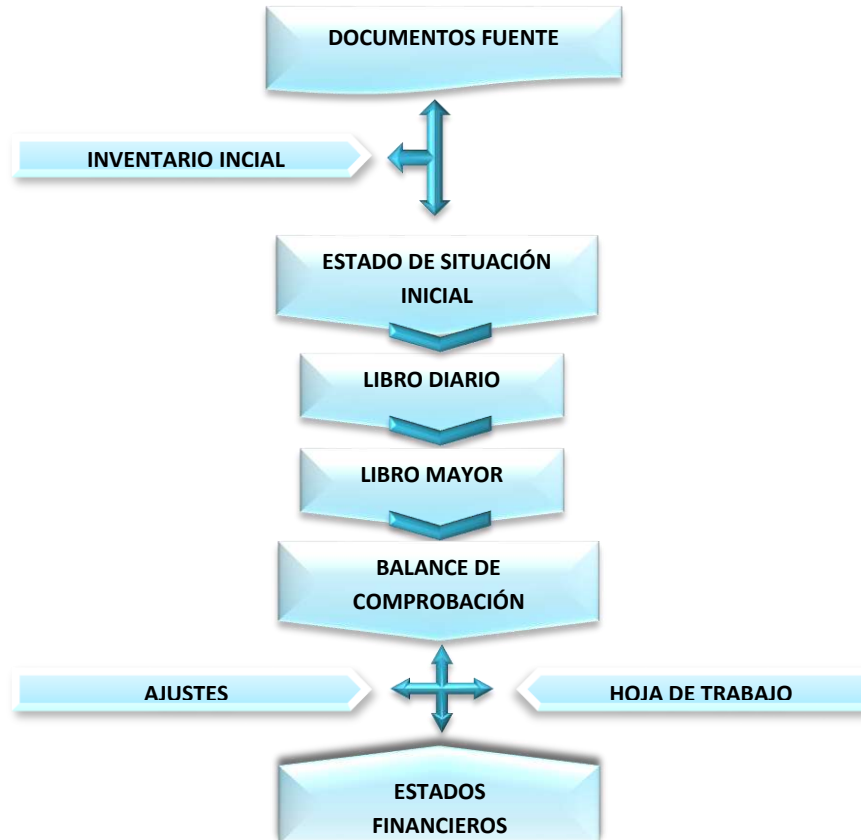 DOCUMENTOS FUENTE
INVENTARIO INCIAL
ESTADO DE SITUACIÓN
INICIAL
LIBRO DIARIO
LIBRO MAYOR
BALANCE DE
COMPROBACIÓN
AJUSTES
HOJA DE TRABAJO
ESTADOS
FINANCIEROS